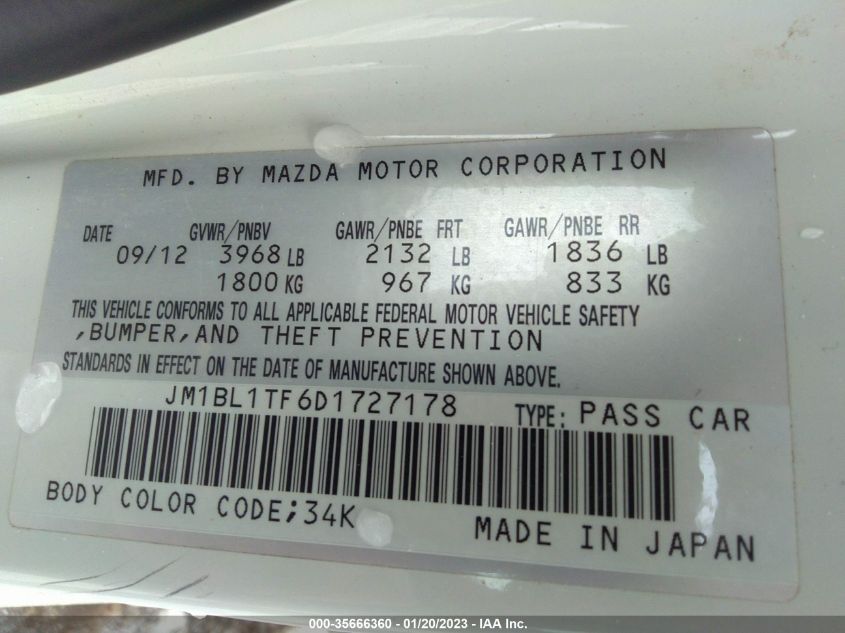 MFD. BY MAZDA MOTOR CORPORATION
DATE GVWR/PNBV GAWR/PNBE FRT GAWR/PNBE RR
09/12 3968 LB 2132 LB 1836 LB
1800 KG 967 KG 833 KG
THIS VEHICLE CONFORMS TO ALL APPLICABLE FEDERAL MOTOR VEHICLE SAFETY
,BUMPER,AND THEFT PREVENTION
STANDARDS IN EFFECT ON THE DATE OF MANUFACTURE SHOWN ABOVE.
JM1BL1TF6D1727178 TYPE: PASS CAR
BODY COLOR CODE;34K MADE IN JAPAN
000-35666360 - 01/20/2023 - IAA Inc.